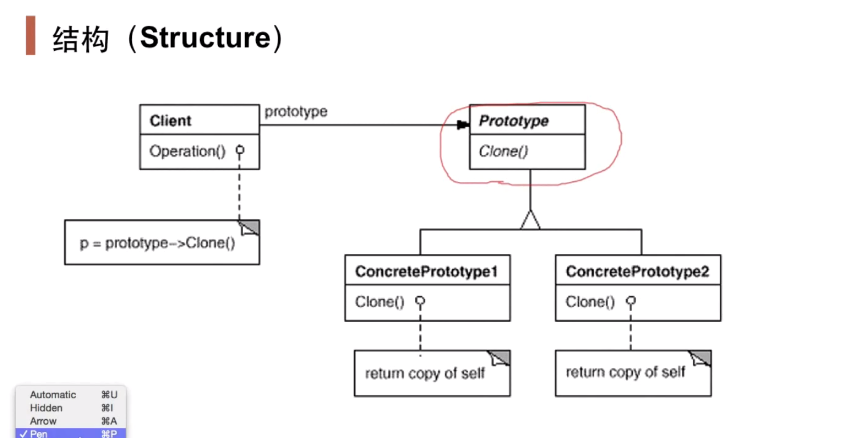 结构（Structure）
prototype
Client
Operation()
p = prototype->Clone()
Prototype
Clone()
ConcretePrototype1
Clone()
return copy of self
ConcretePrototype2
Clone()
return copy of self
Automatic ⌘U
Hidden ⌘I
Arrow ⌘A
✓ Pen ⌘P